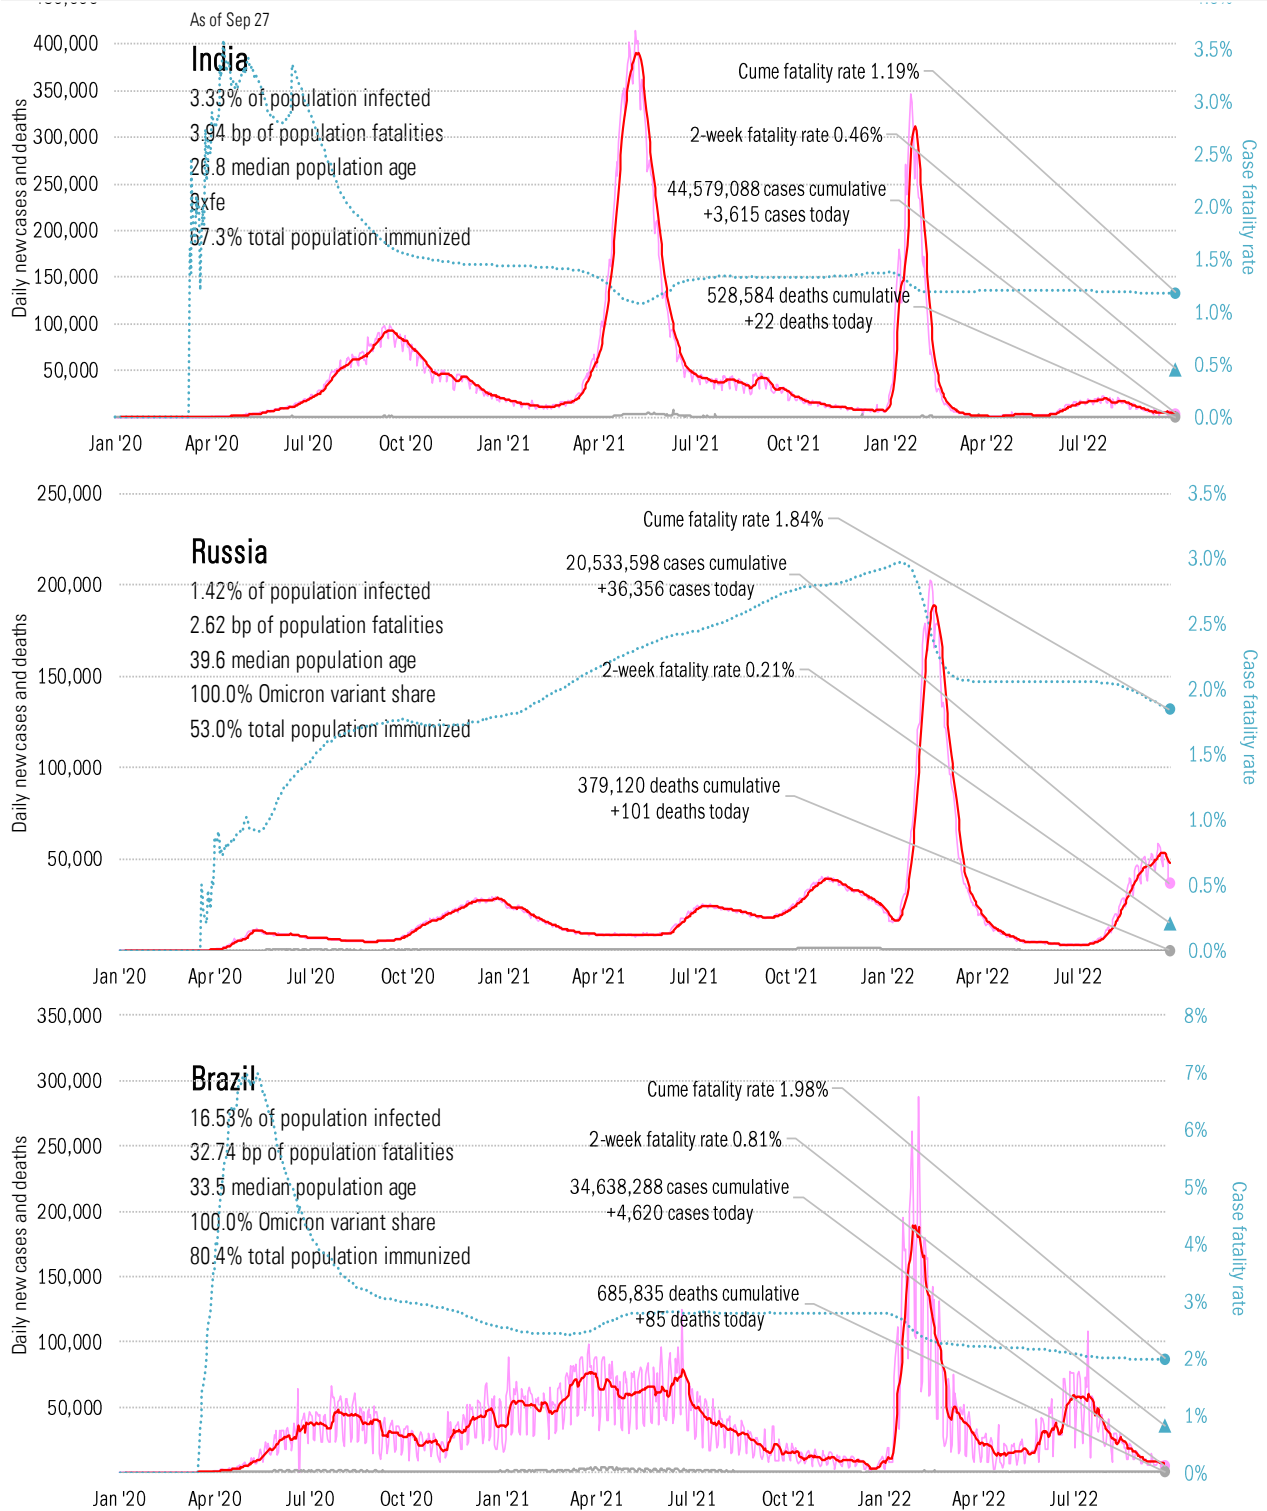 As of Sep 27
India
3.33% of population infected
3.94 bp of population fatalities
26.8 median population age
67.3% total population immunized
Cume fatality rate 1.19%
2-week fatality rate 0.46%
44,579,088 cases cumulative
+3,615 cases today
528,584 deaths cumulative
+22 deaths today
Daily new cases and deaths
400,000
350,000
300,000
250,000
200,000
150,000
100,000
50,000
3.5%
3.0%
2.5%
2.0%
1.5%
1.0%
0.5%
0.0%
Case fatality rate
Jan '20 Apr '20 Jul '20 Oct '20 Jan '21 Apr '21 Jul '21 Oct '21 Jan '22 Apr '22 Jul '22
Russia
1.42% of population infected
2.62 bp of population fatalities
39.6 median population age
100.0% Omicron variant share
53.0% total population immunized
Cume fatality rate 1.84%
20,533,598 cases cumulative
+36,356 cases today
2-week fatality rate 0.21%
379,120 deaths cumulative
+101 deaths today
Daily new cases and deaths
250,000
200,000
150,000
100,000
50,000
3.5%
3.0%
2.5%
2.0%
1.5%
1.0%
0.5%
0.0%
Case fatality rate
Jan '20 Apr '20 Jul '20 Oct '20 Jan '21 Apr '21 Jul '21 Oct '21 Jan '22 Apr '22 Jul '22
Brazil
16.53% of population infected
32.74 bp of population fatalities
33.5 median population age
100.0% Omicron variant share
80.4% total population immunized
Cume fatality rate 1.98%
2-week fatality rate 0.81%
34,638,288 cases cumulative
+4,620 cases today
685,835 deaths cumulative
+85 deaths today
Daily new cases and deaths
350,000
300,000
250,000
200,000
150,000
100,000
50,000
8%
7%
6%
5%
4%
3%
2%
1%
0%
Case fatality rate
Jan '20 Apr '20 Jul '20 Oct '20 Jan '21 Apr '21 Jul '21 Oct '21 Jan '22 Apr '22 Jul '22